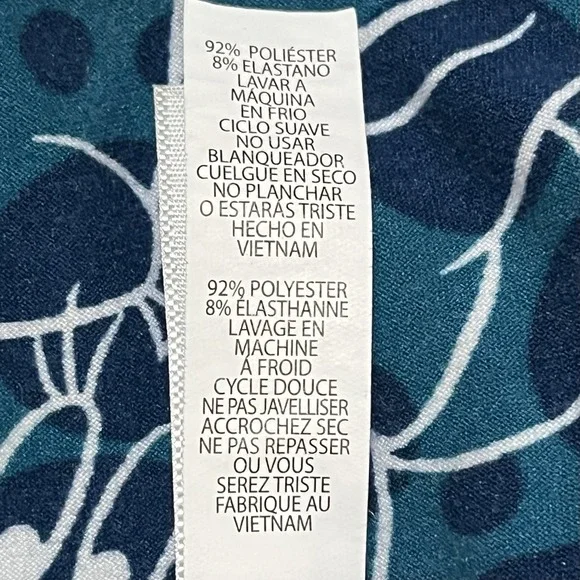 92% POLIÉSTER
8% ELASTANO
LAVAR A
MÁQUINA
EN FRIO
CICLO SUAVE
NO USAR
BLANQUEADOR
CUELGUE EN SECO
NO PLANCHAR
O ESTARÁS TRISTE
HECHO EN
VIETNAM
92% POLYESTER
8% ÉLASTHANNE
LAVAGE EN
MACHINE
Á FROID
CYCLE DOUCE
NE PAS JAVELLISER
ACCROCHEZ SEC
NE PAS REPASSER
OU VOUS
SEREZ TRISTE
FABRIQUE AU
VIETNAM